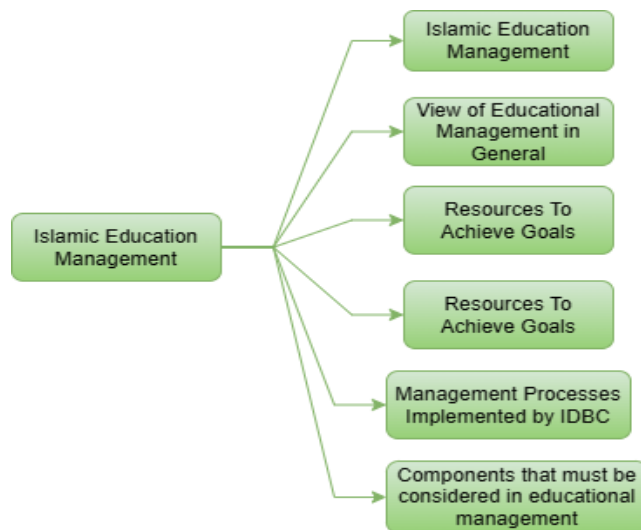 Islamic Education
Management
View of Educational
Management in
General
Resources To
Achieve Goals
Islamic Education
Management
Resources To
Achieve Goals
Management Processes
Implemented by IDBC
Components that must be
considered in educational
management